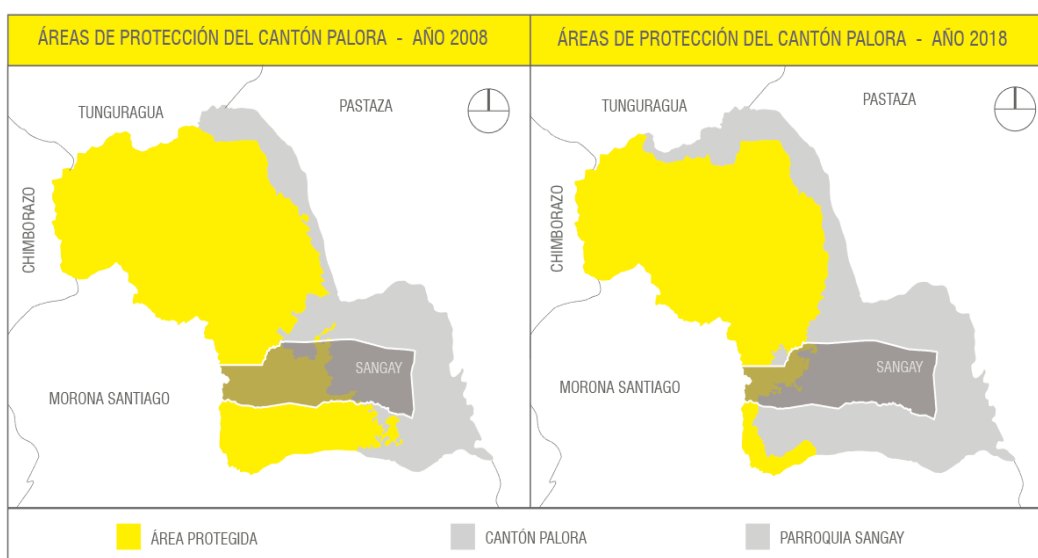 ÁREAS DE PROTECCIÓN DEL CANTÓN PALORA - AÑO 2008
TUNGURAGUA
PASTAZA
CHIMBORAZO
SANGAY
MORONA SANTIAGO
ÁREAS DE PROTECCIÓN DEL CANTÓN PALORA - AÑO 2018
TUNGURAGUA
PASTAZA
CHIMBORAZO
SANGAY
MORONA SANTIAGO
ÁREA PROTEGIDA
CANTÓN PALORA
PARROQUIA SANGAY